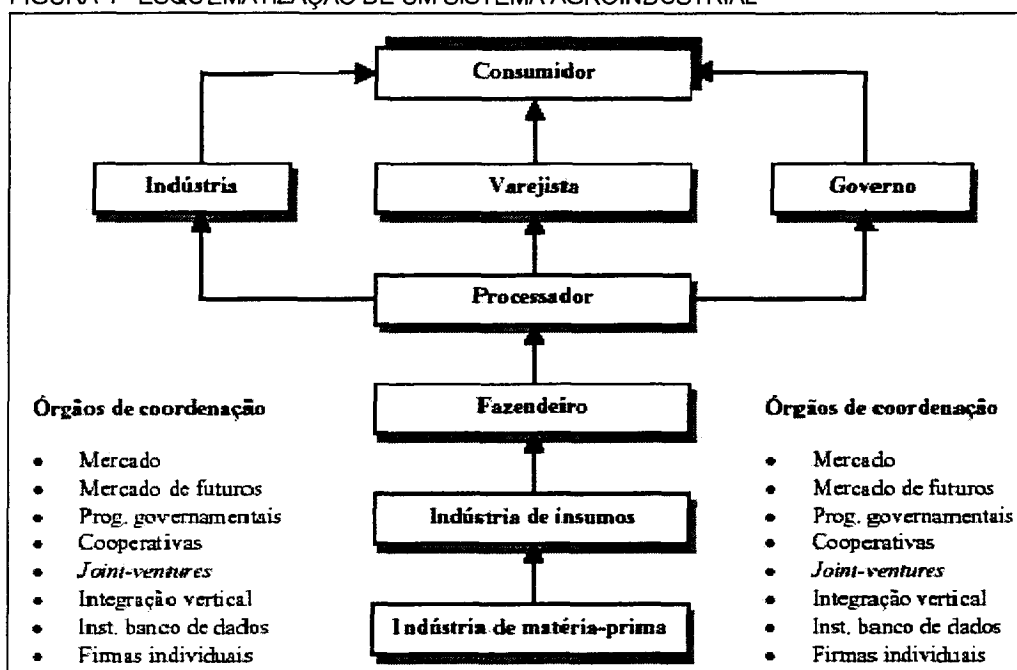 FIGURA 1 - ESQUEMATIZAÇÃO DE UM SISTEMA AGROINDUSTRIAL
Consumidor
Indústria
Varejista
Governo
Processador
Fazendeiro
Indústria de insumos
Indústria de matéria-prima
Órgãos de coordenação
• Mercado
• Mercado de futuros
• Prog. governamentais
• Cooperativas
• Joint-ventures
• Integração vertical
• Inst. banco de dados
• Firmas individuais
Órgãos de coordenação
• Mercado
• Mercado de futuros
• Prog. governamentais
• Cooperativas
• Joint-ventures
• Integração vertical
• Inst. banco de dados
• Firmas individuais